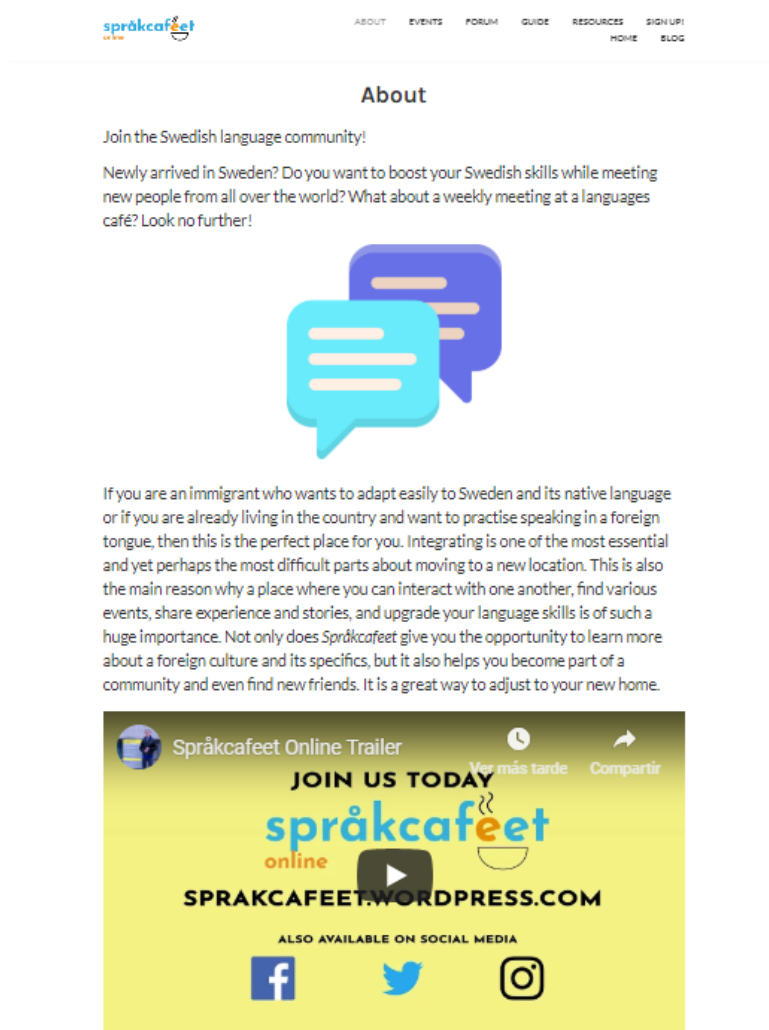 språkcafeet
online
ABOUT EVENTS FORUM GUIDE RESOURCES SIGN UP!
HOME BLOG
About
Join the Swedish language community!
Newly arrived in Sweden? Do you want to boost your Swedish skills while meeting
new people from all over the world? What about a weekly meeting at a languages
café? Look no further!
If you are an immigrant who wants to adapt easily to Sweden and its native language
or if you are already living in the country and want to practise speaking in a foreign
tongue, then this is the perfect place for you. Integrating is one of the most essential
and yet perhaps the most difficult parts about moving to a new location. This is also
the main reason why a place where you can interact with one another, find various
events, share experience and stories, and upgrade your language skills is of such a
huge importance. Not only does Språkcafeet give you the opportunity to learn more
about a foreign culture and its specifics, but it also helps you become part of a
community and even find new friends. It is a great way to adjust to your new home.
Språkcafeet Online Trailer
Ver más tarde Compartir
JOIN US TODAY
språkcafeet
online
SPRAKCAFEET.WORDPRESS.COM
ALSO AVAILABLE ON SOCIAL MEDIA